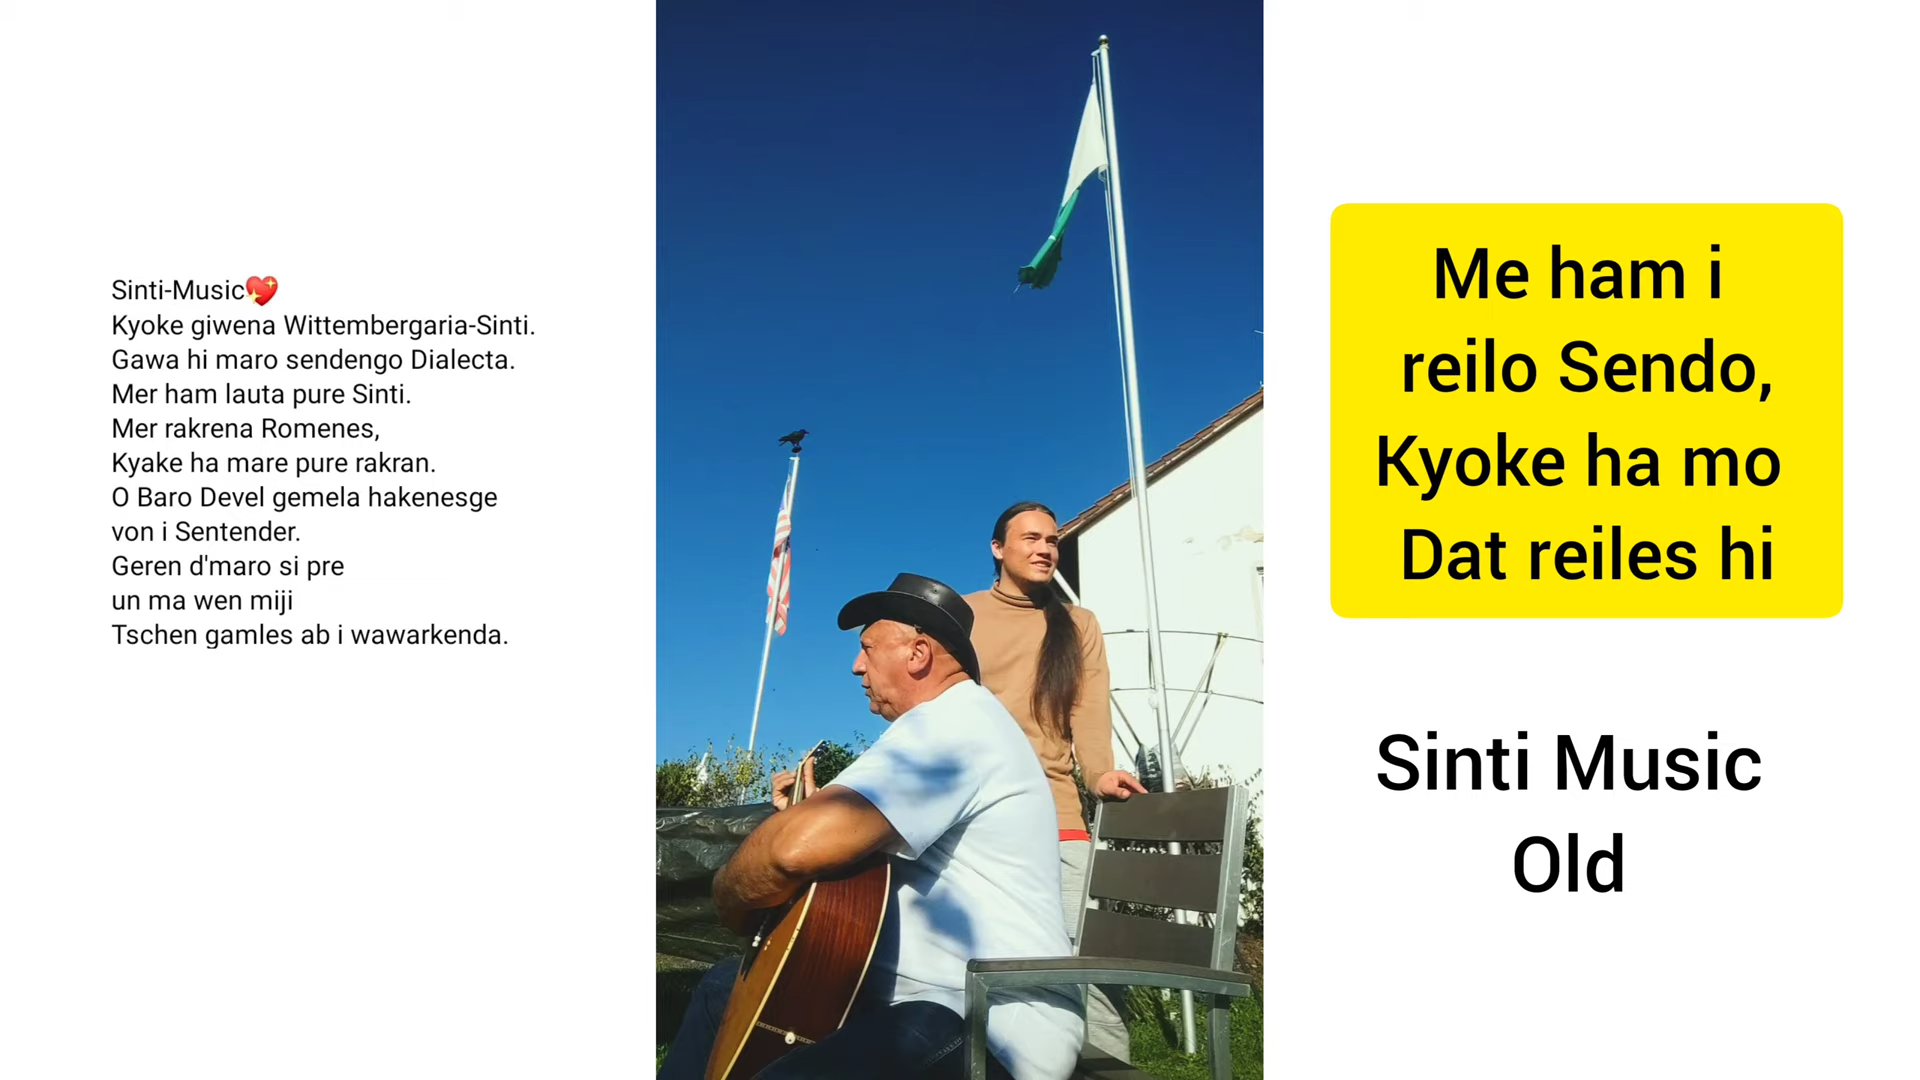 Sinti-Music💖
Kyoke giwena Wittembergaria-Sinti.
Gawa hi maro sendengo Dialecta.
Mer ham lauta pure Sinti.
Mer rakrena Romenes,
Kyake ha mare pure rakran.
O Baro Devel gemela hakenesge
von i Sentender.
Geren d'maro si pre
un ma wen miji
Tschen gamles ab i wawarkenda.
Me ham i
reilo Sendo,
Kyoke ha mo
Dat reiles hi
Sinti Music
Old